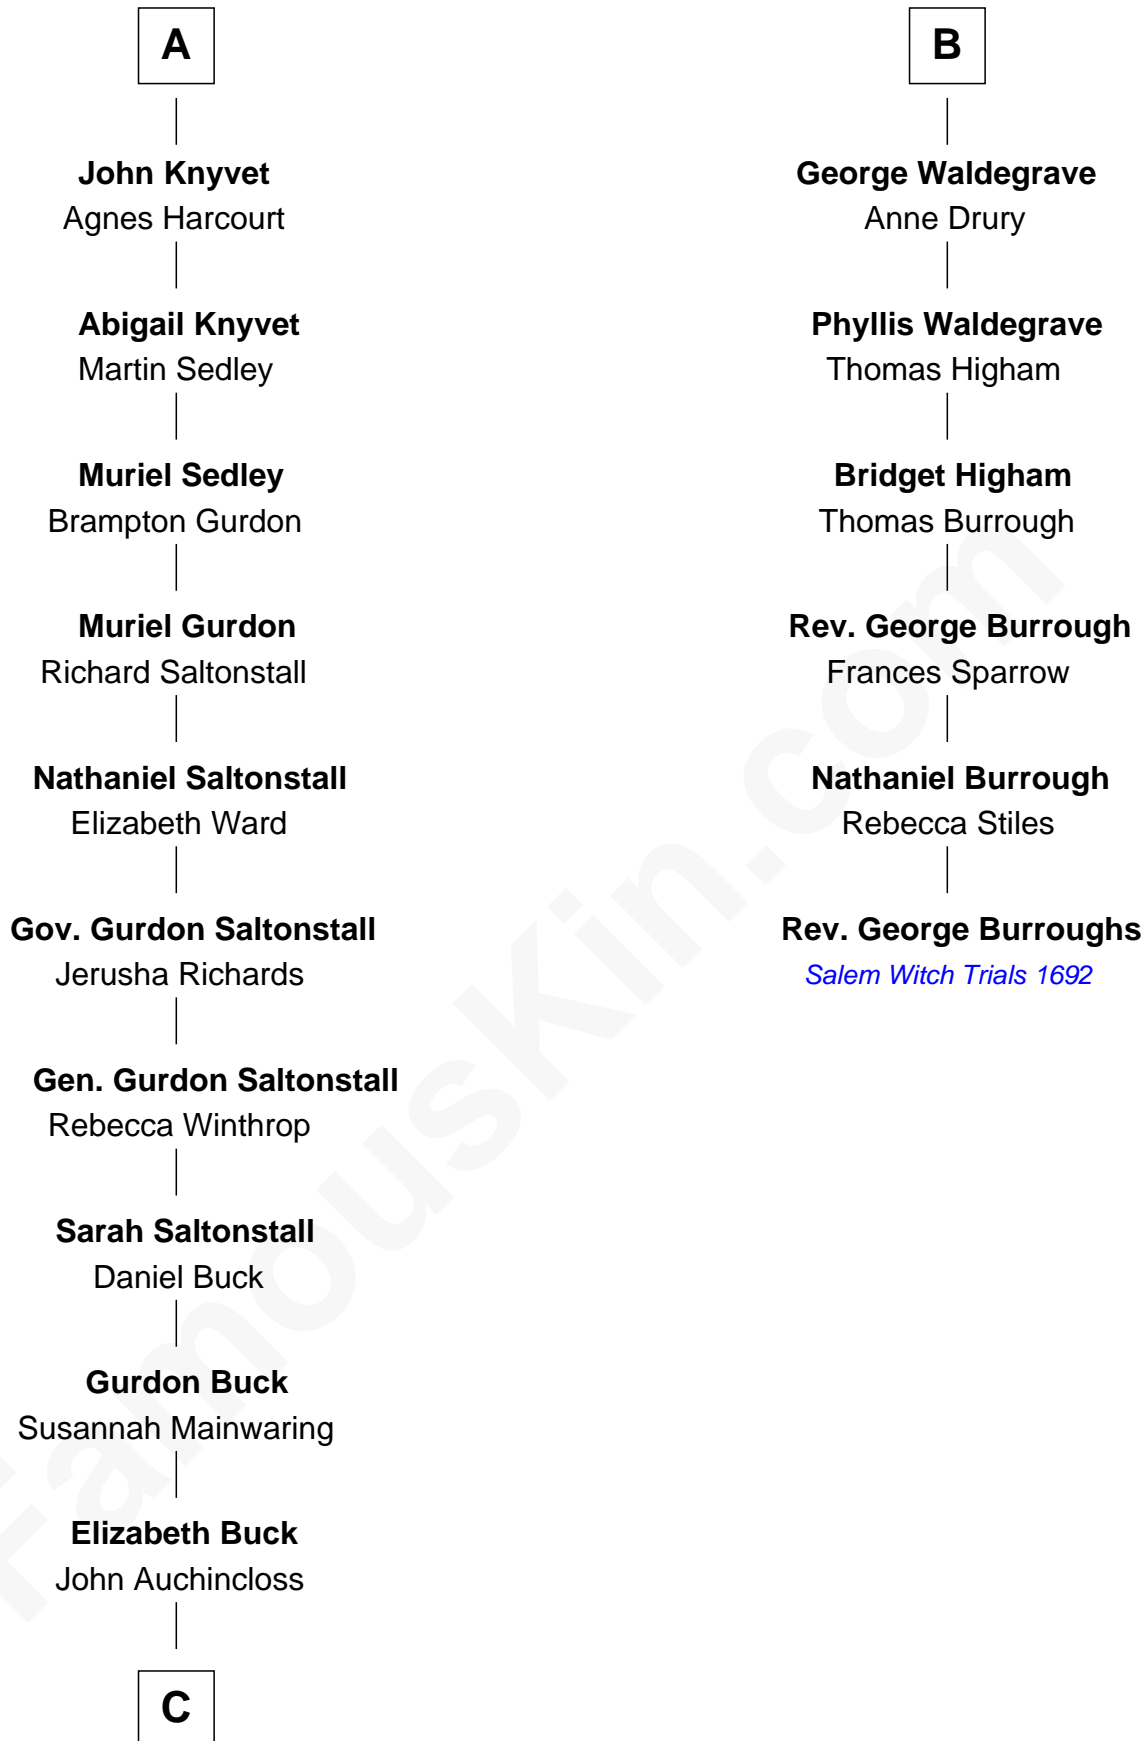 A
John Knyvet
Agnes Harcourt
Abigail Knyvet
Martin Sedley
Muriel Sedley
Brampton Gurdon
Muriel Gurdon
Richard Saltonstall
Nathaniel Saltonstall
Elizabeth Ward
Gov. Gurdon Saltonstall
Jerusha Richards
Gen. Gurdon Saltonstall
Rebecca Winthrop
Sarah Saltonstall
Daniel Buck
Gurdon Buck
Susannah Mainwaring
Elizabeth Buck
John Auchincloss
C
B
George Waldegrave
Anne Drury
Phyllis Waldegrave
Thomas Higham
Bridget Higham
Thomas Burrough
Rev. George Burrough
Frances Sparrow
Nathaniel Burrough
Rebecca Stiles
Rev. George Burroughs
Salem Witch Trials 1692
FamousKin.com